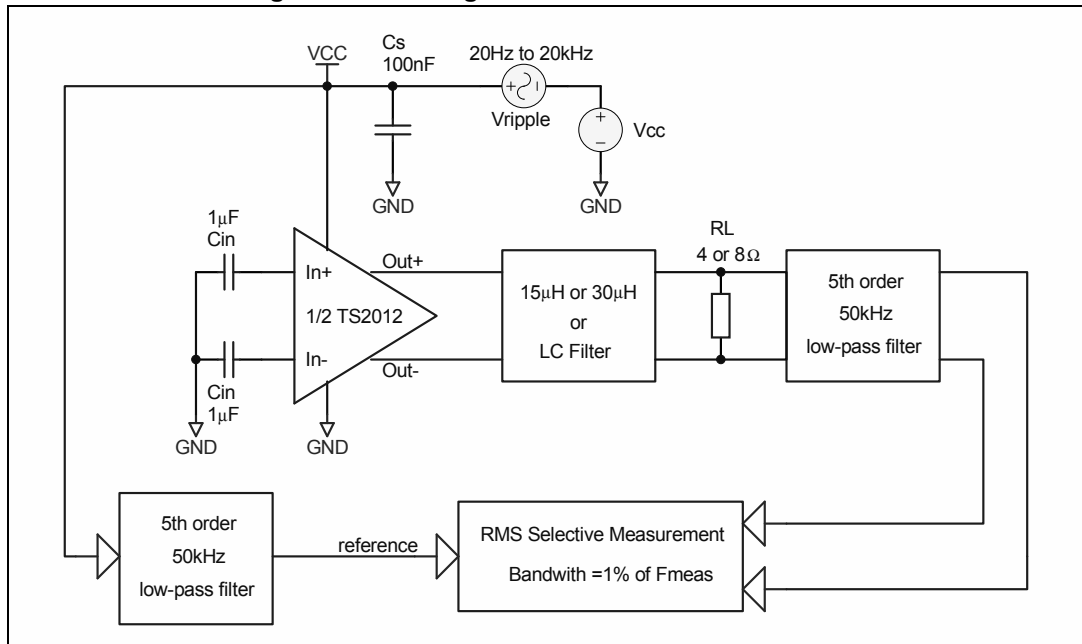 VCC
Cs
100nF
20Hz to 20kHz
Vripple
+
−
Vcc
GND
GND
1μF
Cin
In+
Out+
1/2 TS2012
In-
Out-
Cin
1μF
GND
GND
15μH or 30μH
or
LC Filter
RL
4 or 8Ω
5th order
50kHz
low-pass filter
5th order
50kHz
low-pass filter
reference
RMS Selective Measurement
Bandwith =1% of Fmeas